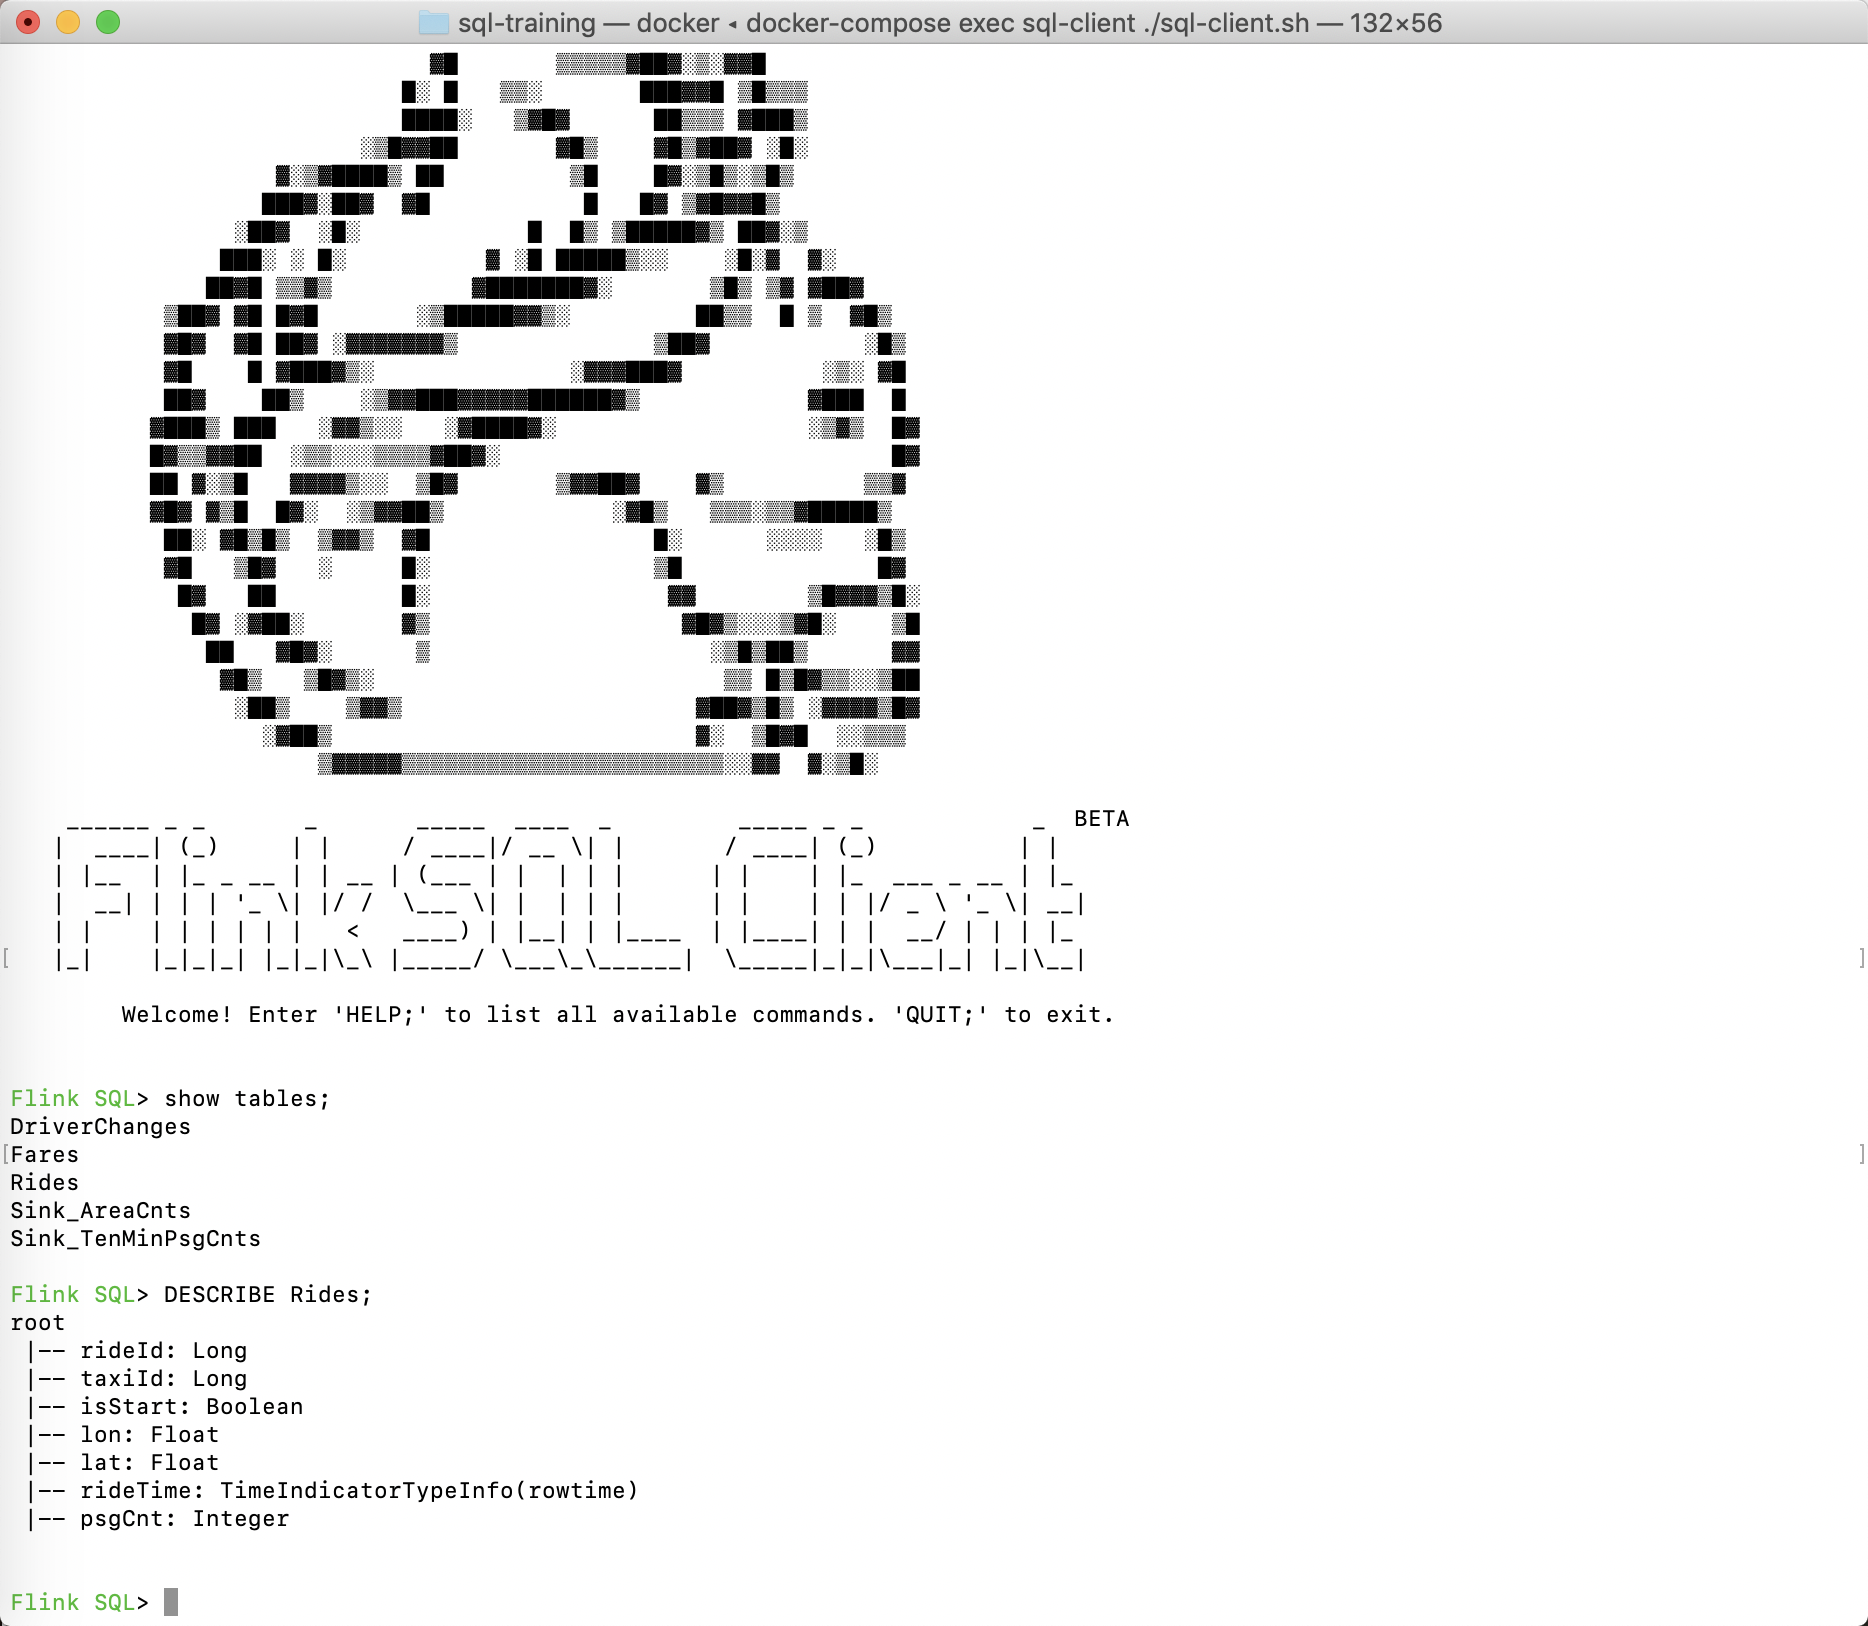 sql-training — docker ◂ docker-compose exec sql-client ./sql-client.sh — 132×56
BETA
Flink SQL Client
Welcome! Enter 'HELP;' to list all available commands. 'QUIT;' to exit.
Flink SQL> show tables;
DriverChanges
Fares
Rides
Sink_AreaCnts
Sink_TenMinPsgCnts
Flink SQL> DESCRIBE Rides;
root
|-- rideId: Long
|-- taxiId: Long
|-- isStart: Boolean
|-- lon: Float
|-- lat: Float
|-- rideTime: TimeIndicatorTypeInfo(rowtime)
|-- psgCnt: Integer
Flink SQL>